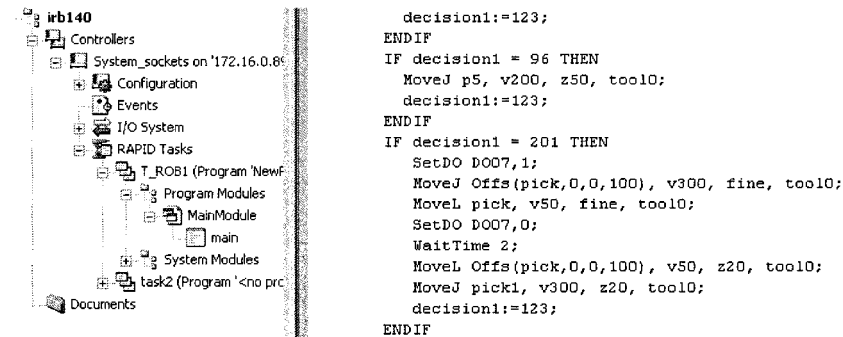 irb140
Controllers
System_sockets on '172.16.0.89
Configuration
Events
I/O System
RAPID Tasks
T_ROB1 (Program 'NewP
Program Modules
MainModule
main
System Modules
task2 (Program '<no pro
Documents
decision1:=123;
ENDIF
IF decision1 = 96 THEN
MoveJ p5, v200, z50, tool0;
decision1:=123;
ENDIF
IF decision1 = 201 THEN
SetDO DO07,1;
MoveJ Offs(pick,0,0,100), v300, fine, tool0;
MoveL pick, v50, fine, tool0;
SetDO DO07,0;
WaitTime 2;
MoveL Offs(pick,0,0,100), v50, z20, tool0;
MoveJ pick1, v300, z20, tool0;
decision1:=123;
ENDIF